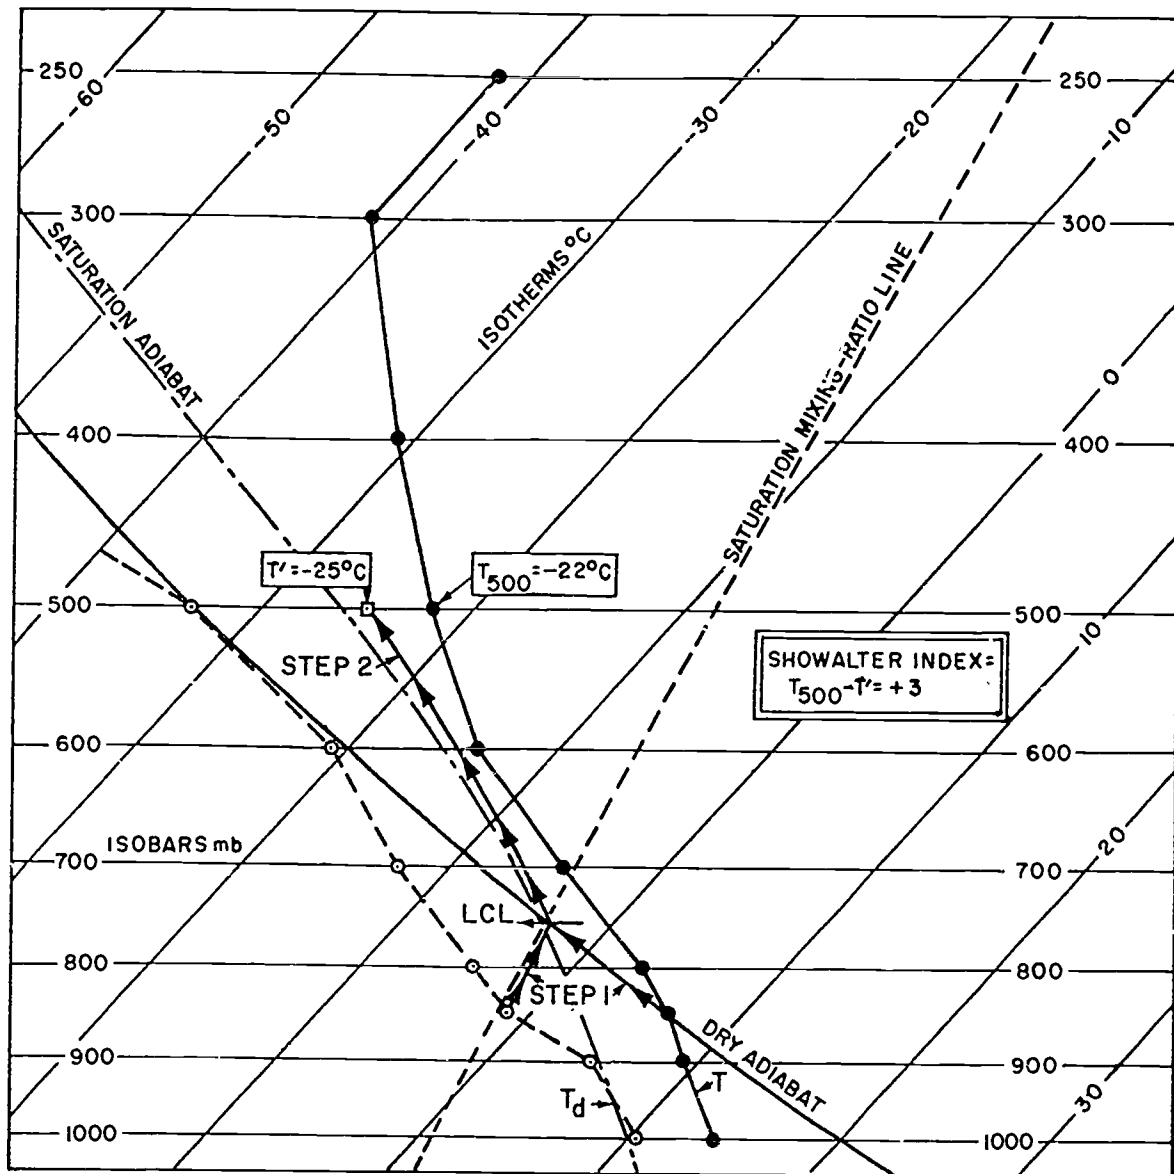 250
-60
-50
-40
-30
-20
-10
250
300
300
SATURATION ADIABAT
ISOTHERMS °C
SATURATION MIXING-RATIO LINE
0
400
400
T'=-25°C
T500=-22°C
500
500
10
STEP 2
SHOWALTER INDEX=
T500-T'=+3
600
600
ISOBARS mb
20
700
700
LCL
800
800
STEP 1
DRY ADIABAT
900
900
T
Td
30
1000
1000